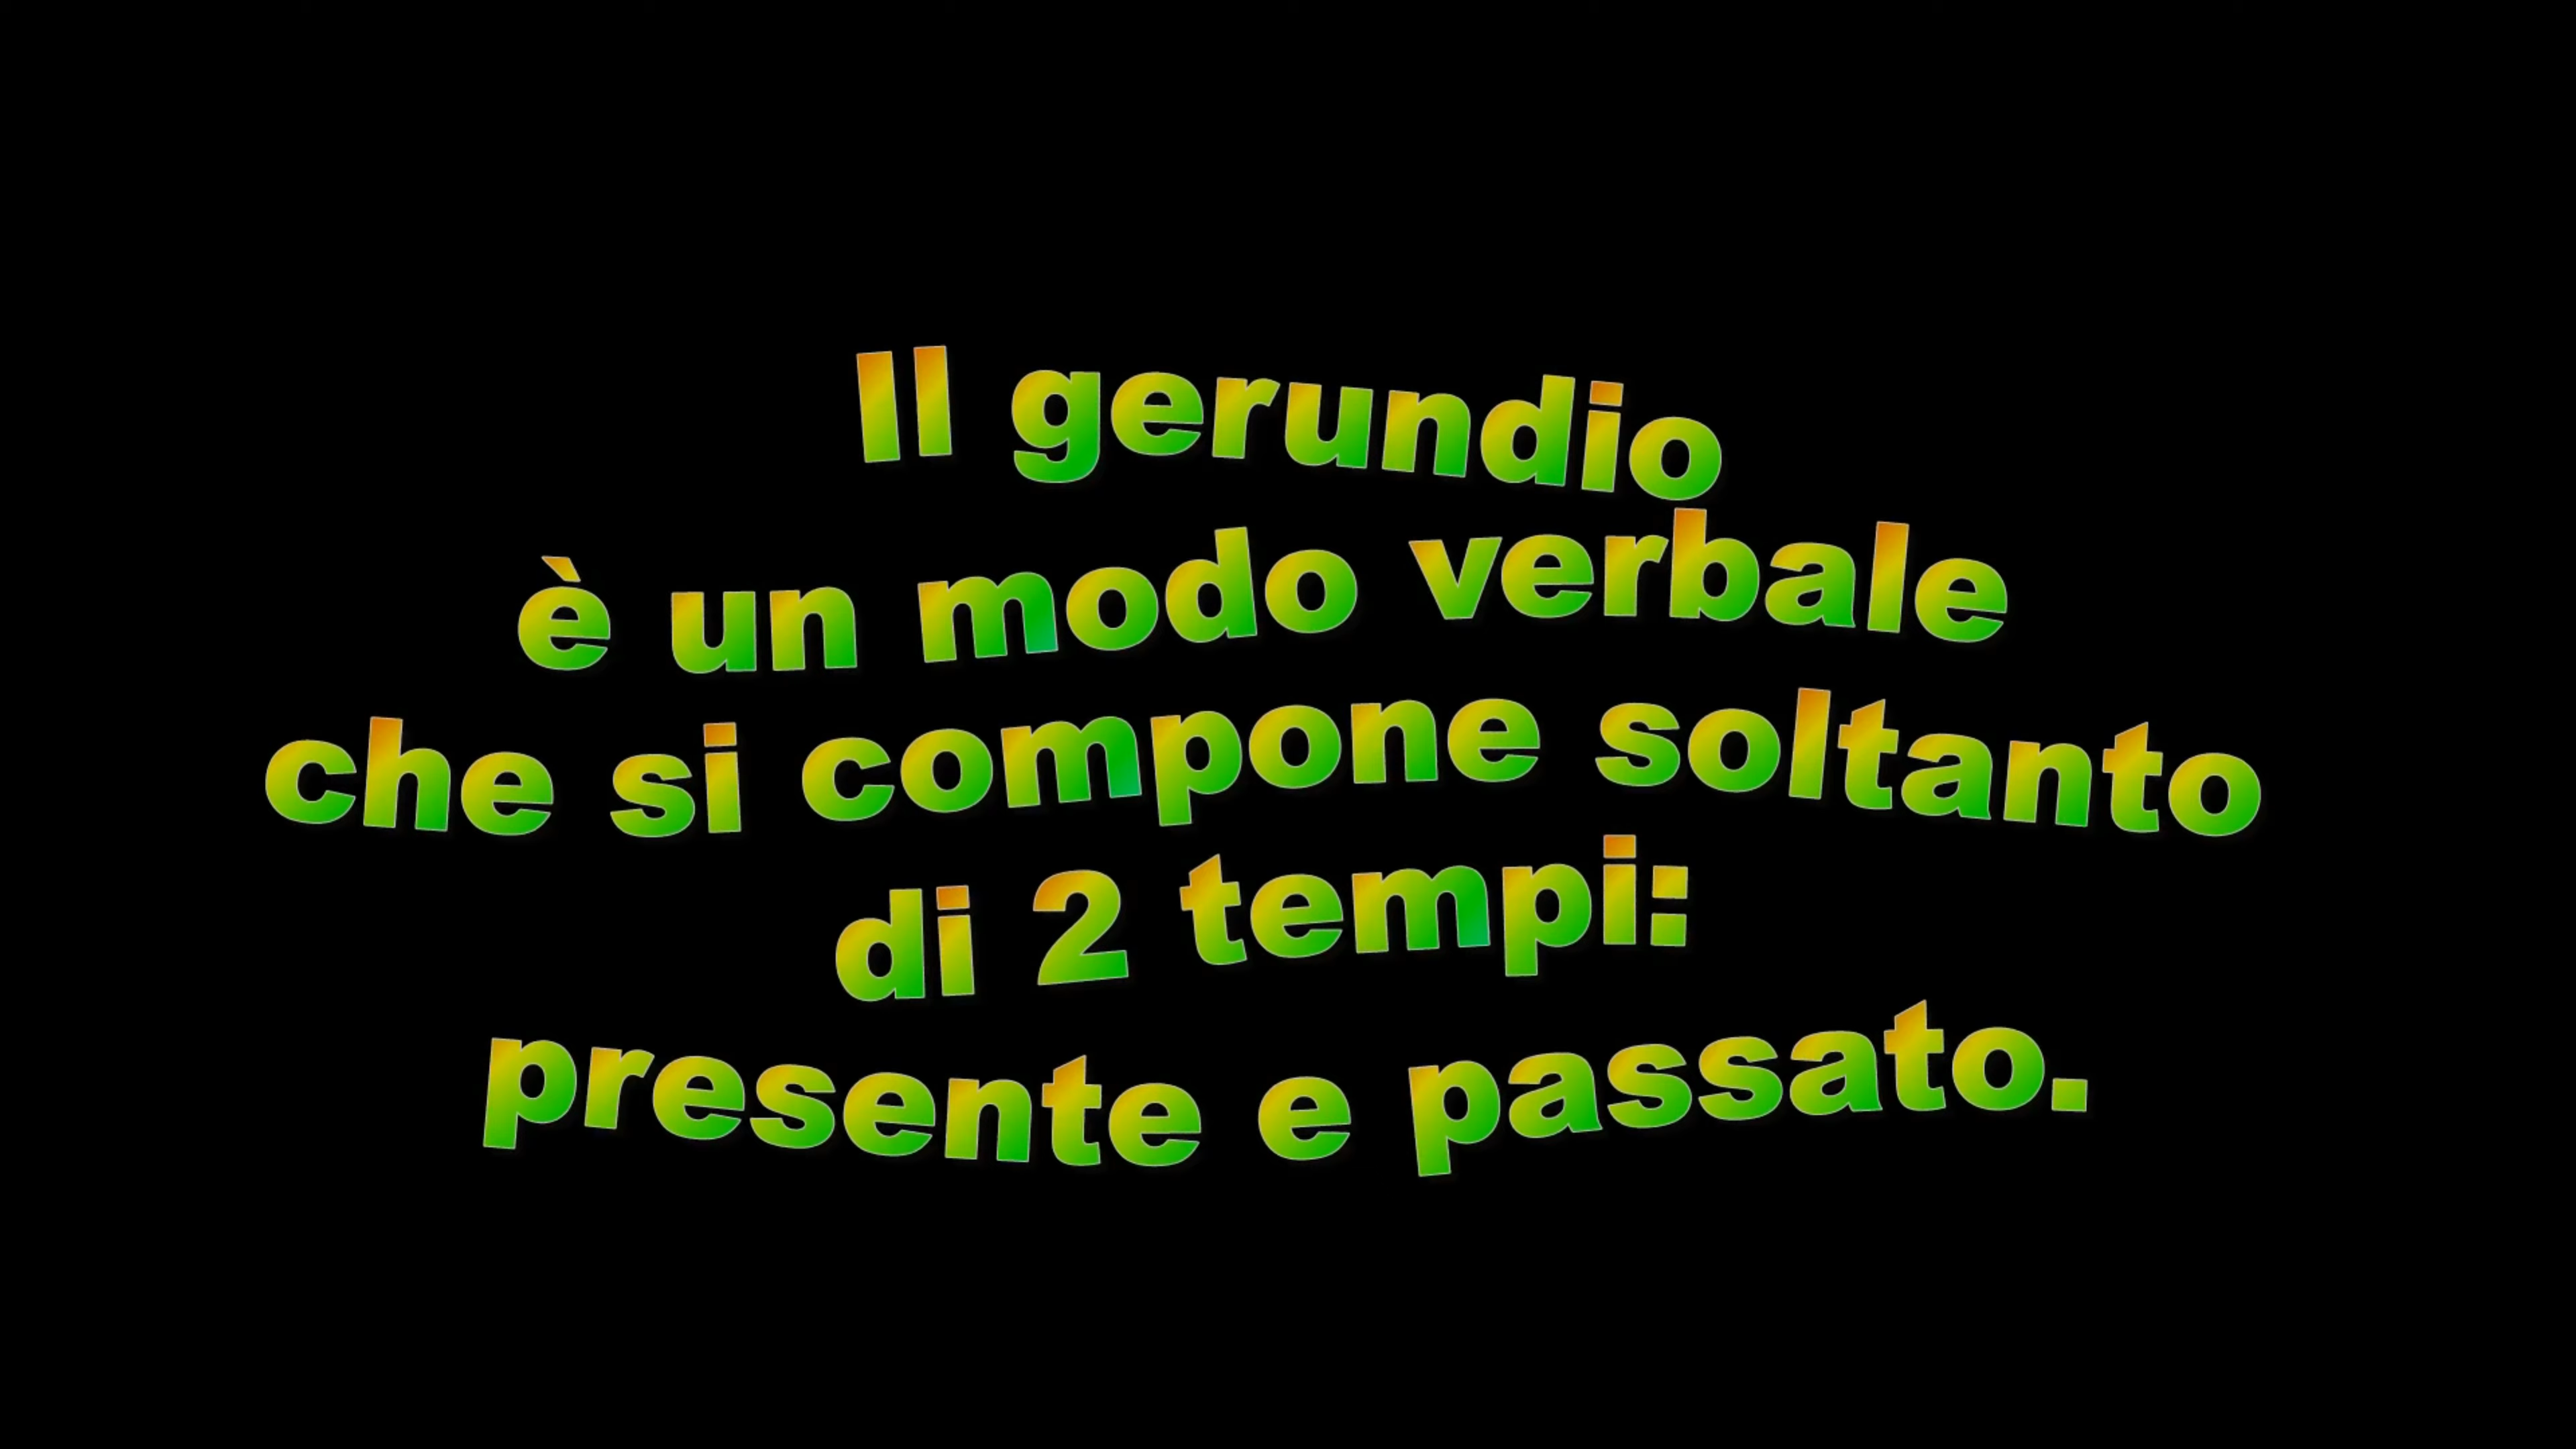 Il gerundio
è un modo verbale
che si compone soltanto
di 2 tempi:
presente e passato.